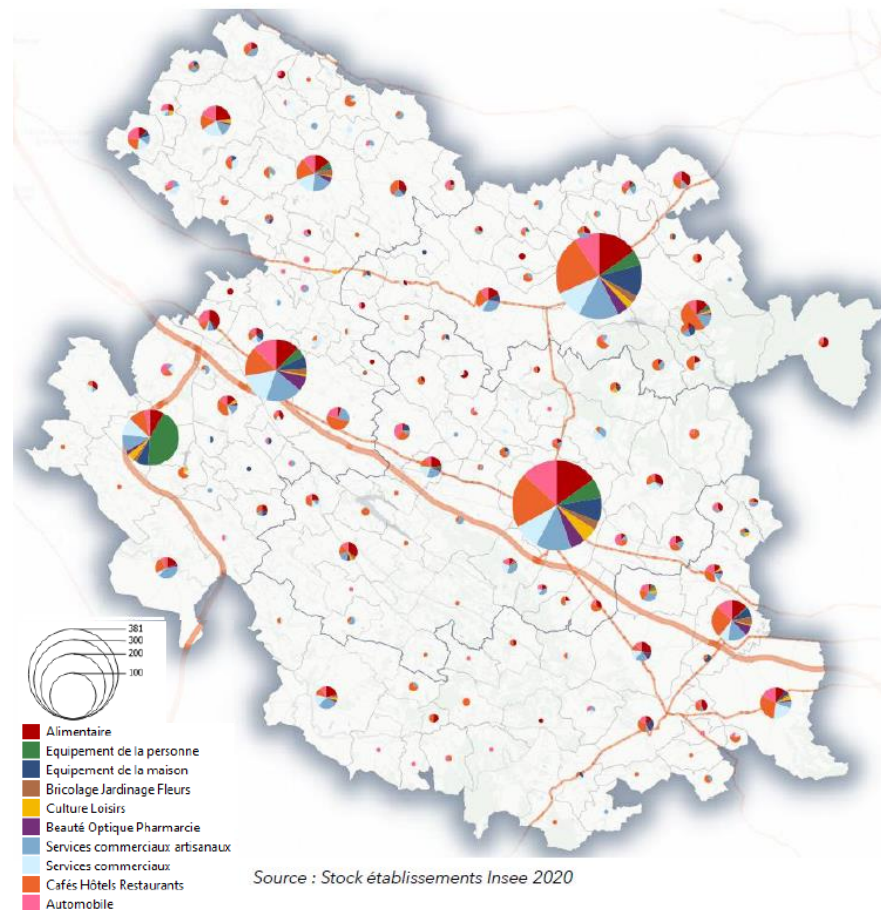 381
300
200
100
Alimentaire
Equipement de la personne
Equipement de la maison
Bricolage Jardinage Fleurs
Culture Loisirs
Beauté Optique Pharmarcie
Services commerciaux artisanaux
Services commerciaux
Cafés Hôtels Restaurants
Automobile
Source : Stock établissements Insee 2020